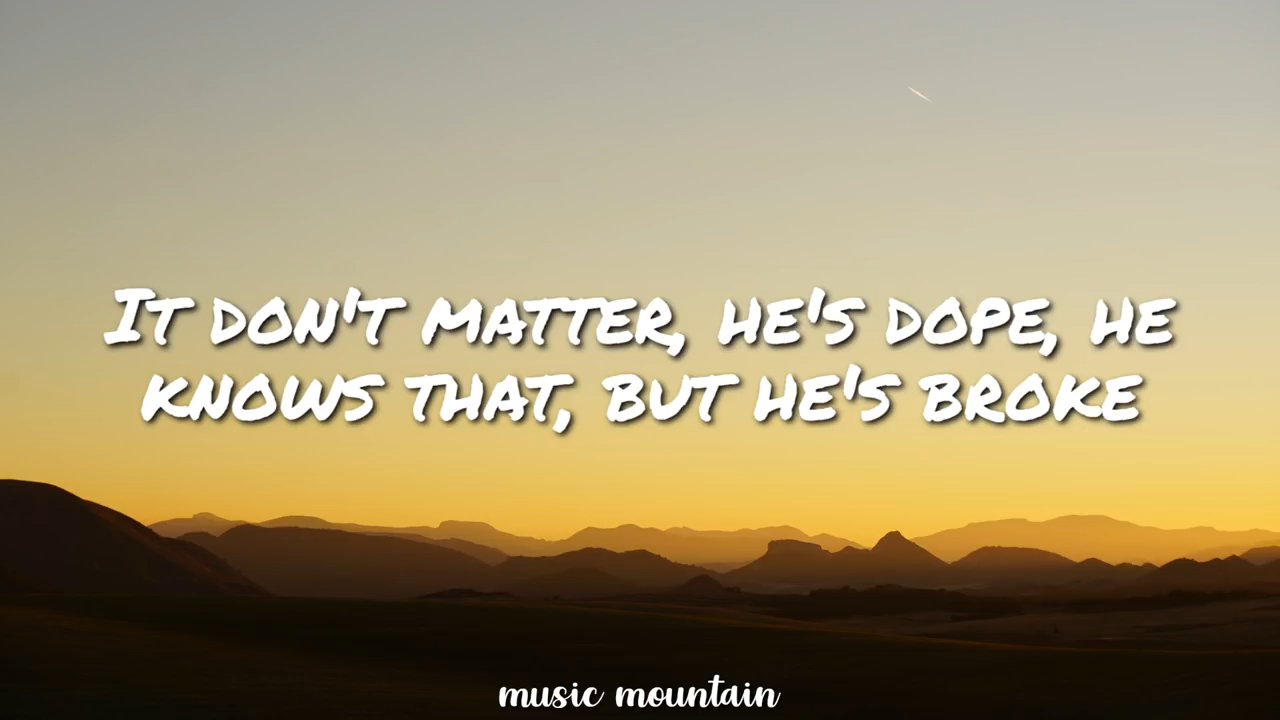 It don't matter, he's dope, he
knows that, but he's broke
music mountain